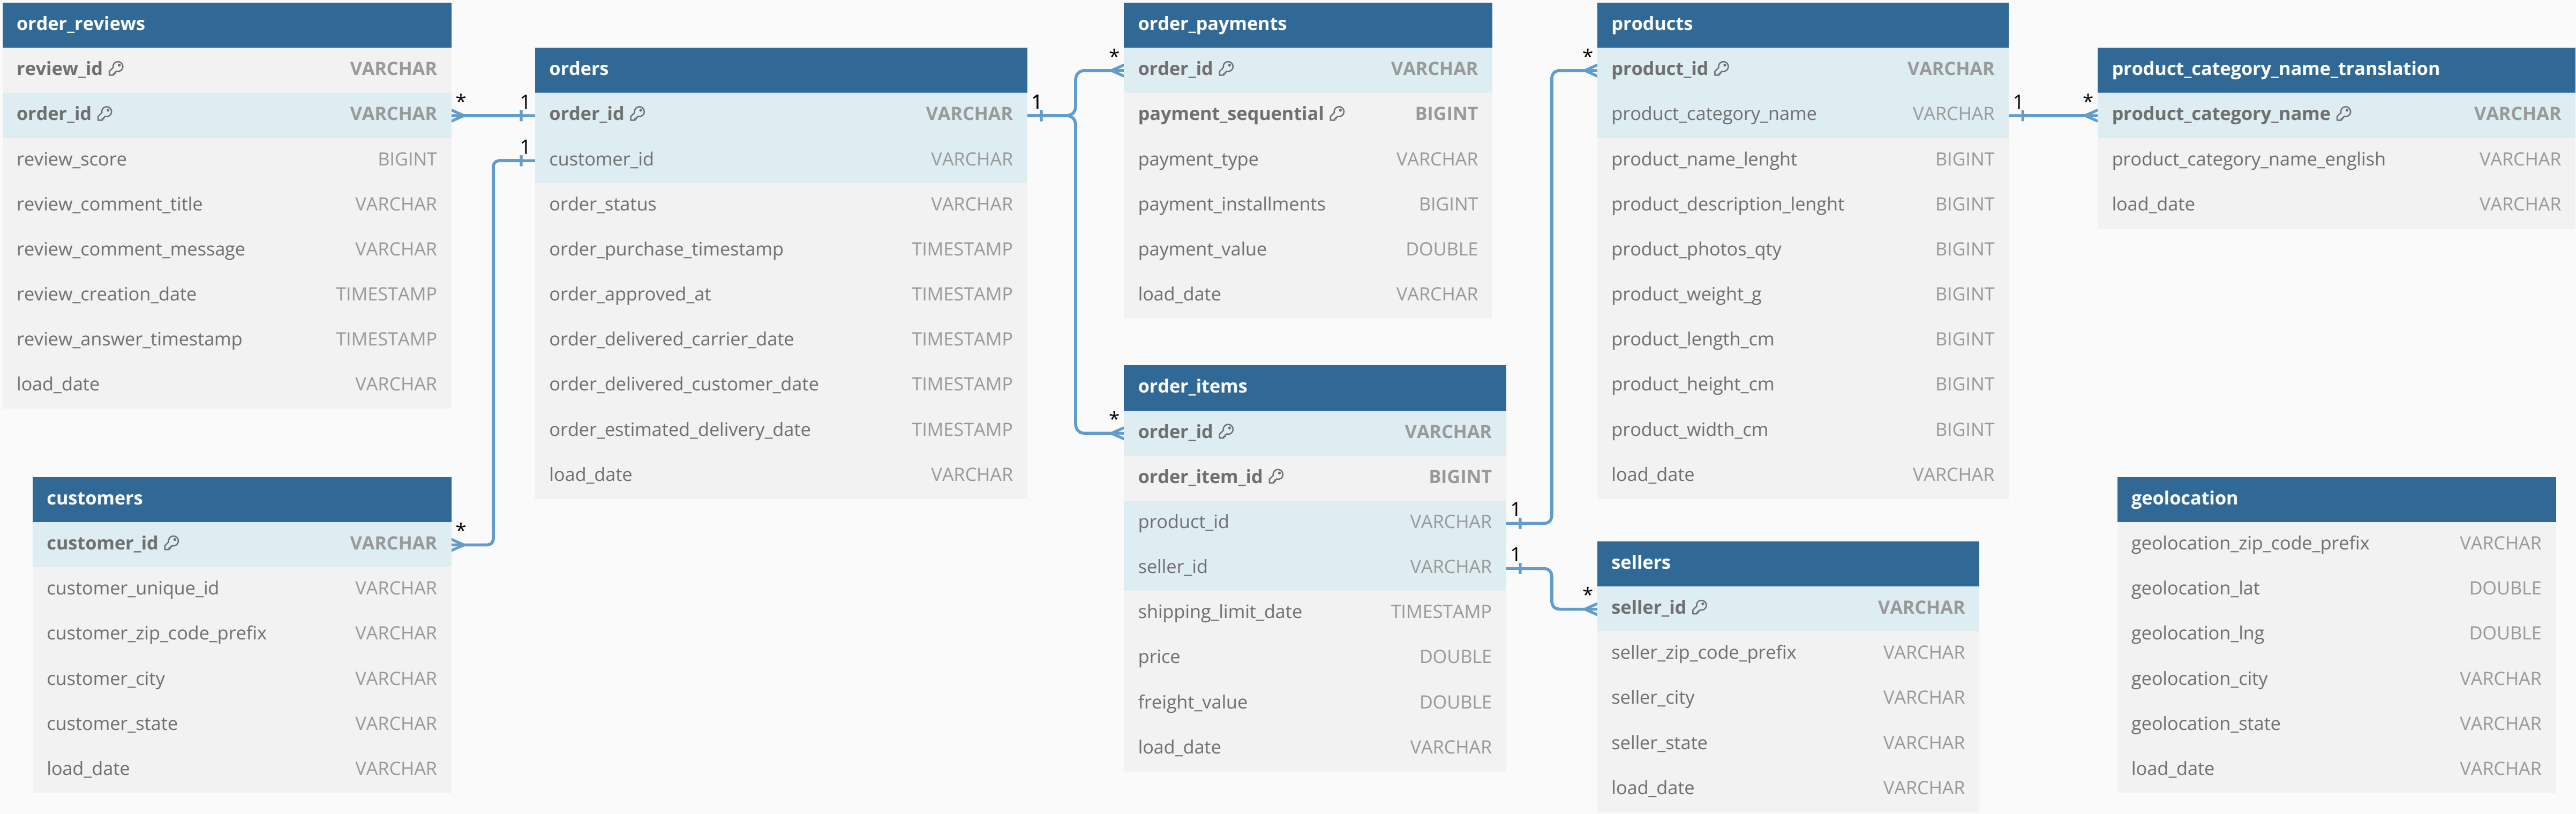 order_reviews
review_id VARCHAR
order_id VARCHAR
review_score BIGINT
review_comment_title VARCHAR
review_comment_message VARCHAR
review_creation_date TIMESTAMP
review_answer_timestamp TIMESTAMP
load_date VARCHAR
* 1
1
*
customers
customer_id VARCHAR
customer_unique_id VARCHAR
customer_zip_code_prefix VARCHAR
customer_city VARCHAR
customer_state VARCHAR
load_date VARCHAR
orders
order_id VARCHAR
customer_id VARCHAR
order_status VARCHAR
order_purchase_timestamp TIMESTAMP
order_approved_at TIMESTAMP
order_delivered_carrier_date TIMESTAMP
order_delivered_customer_date TIMESTAMP
order_estimated_delivery_date TIMESTAMP
load_date VARCHAR
1
*
*
order_payments
order_id VARCHAR
payment_sequential BIGINT
payment_type VARCHAR
payment_installments BIGINT
payment_value DOUBLE
load_date VARCHAR
order_items
order_id VARCHAR
order_item_id BIGINT
product_id VARCHAR
seller_id VARCHAR
shipping_limit_date TIMESTAMP
price DOUBLE
freight_value DOUBLE
load_date VARCHAR
*
1
1
*
products
product_id VARCHAR
product_category_name VARCHAR
product_name_lenght BIGINT
product_description_lenght BIGINT
product_photos_qty BIGINT
product_weight_g BIGINT
product_length_cm BIGINT
product_height_cm BIGINT
product_width_cm BIGINT
load_date VARCHAR
sellers
seller_id VARCHAR
seller_zip_code_prefix VARCHAR
seller_city VARCHAR
seller_state VARCHAR
load_date VARCHAR
1 *
product_category_name_translation
product_category_name VARCHAR
product_category_name_english VARCHAR
load_date VARCHAR
geolocation
geolocation_zip_code_prefix VARCHAR
geolocation_lat DOUBLE
geolocation_lng DOUBLE
geolocation_city VARCHAR
geolocation_state VARCHAR
load_date VARCHAR